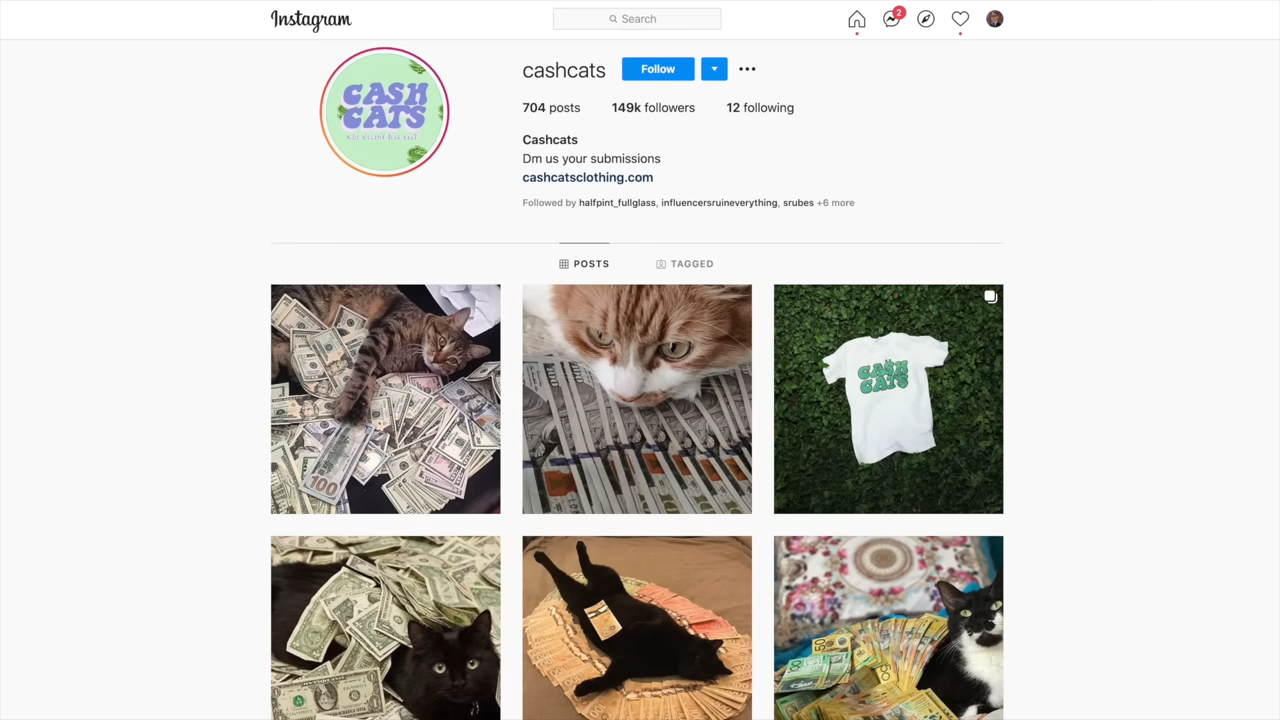 Instagram
Search
2
CASH
CATS
cashcats
Follow
704 posts 149k followers 12 following
Cashcats
Dm us your submissions
cashcatsclothing.com
Followed by halfpint_fullglass, influencersruineverything, srubes +6 more
POSTS TAGGED
100
CASH
CATS
50
100